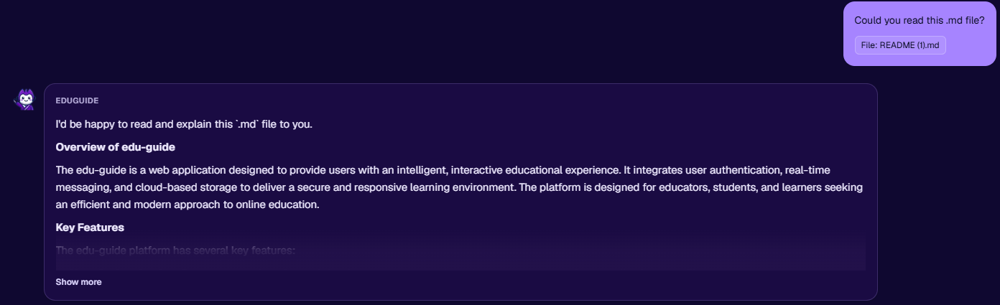 Could you read this .md file?
File: README (1).md
EDUGUIDE
I'd be happy to read and explain this `.md` file to you.
Overview of edu-guide
The edu-guide is a web application designed to provide users with an intelligent, interactive educational experience. It integrates user authentication, real-time
messaging, and cloud-based storage to deliver a secure and responsive learning environment. The platform is designed for educators, students, and learners seeking
an efficient and modern approach to online education.
Key Features
The edu-guide platform has several key features:
Show more